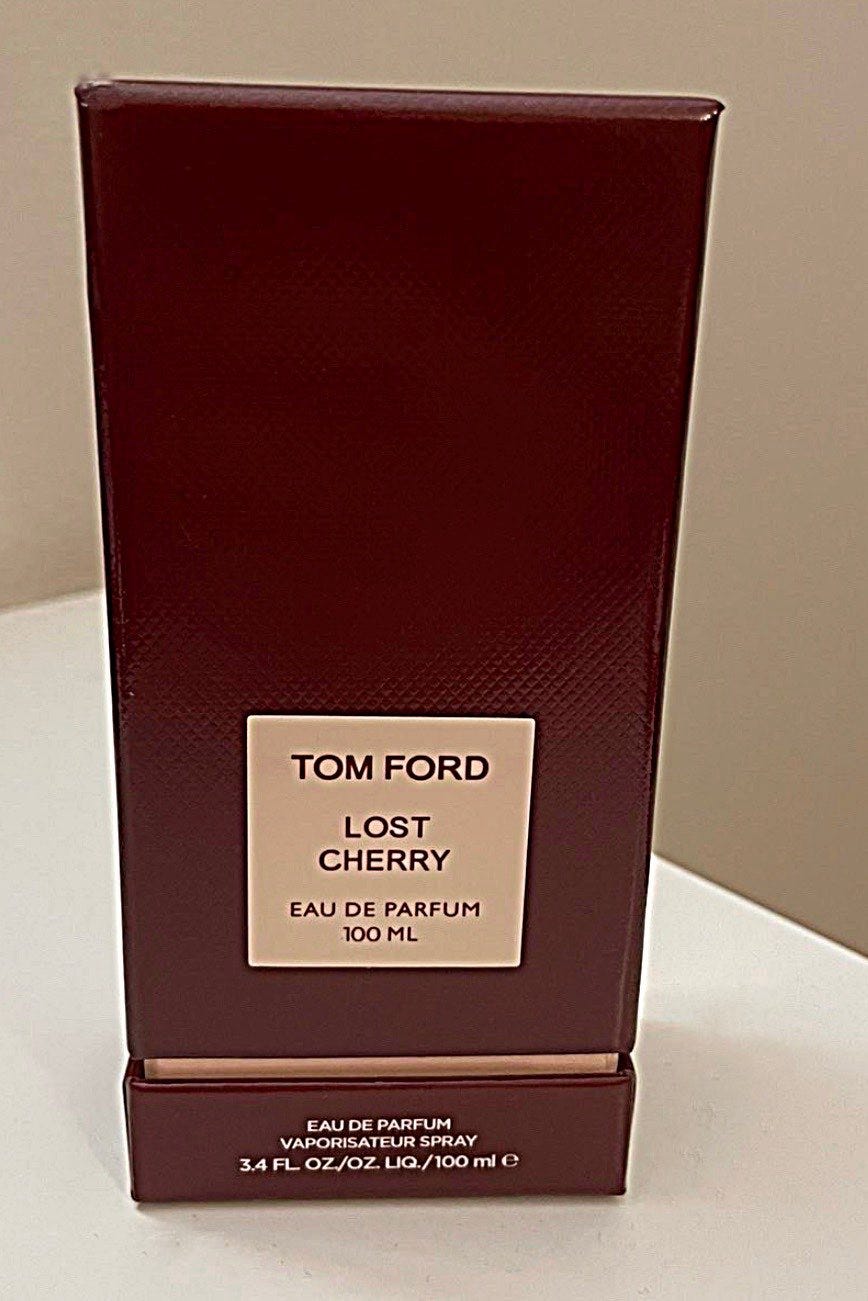 TOM FORD
LOST
CHERRY
EAU DE PARFUM
100 ML
EAU DE PARFUM
VAPORISATEUR SPRAY
3.4 FL. OZ./OZ. LIQ./100 ml ℮